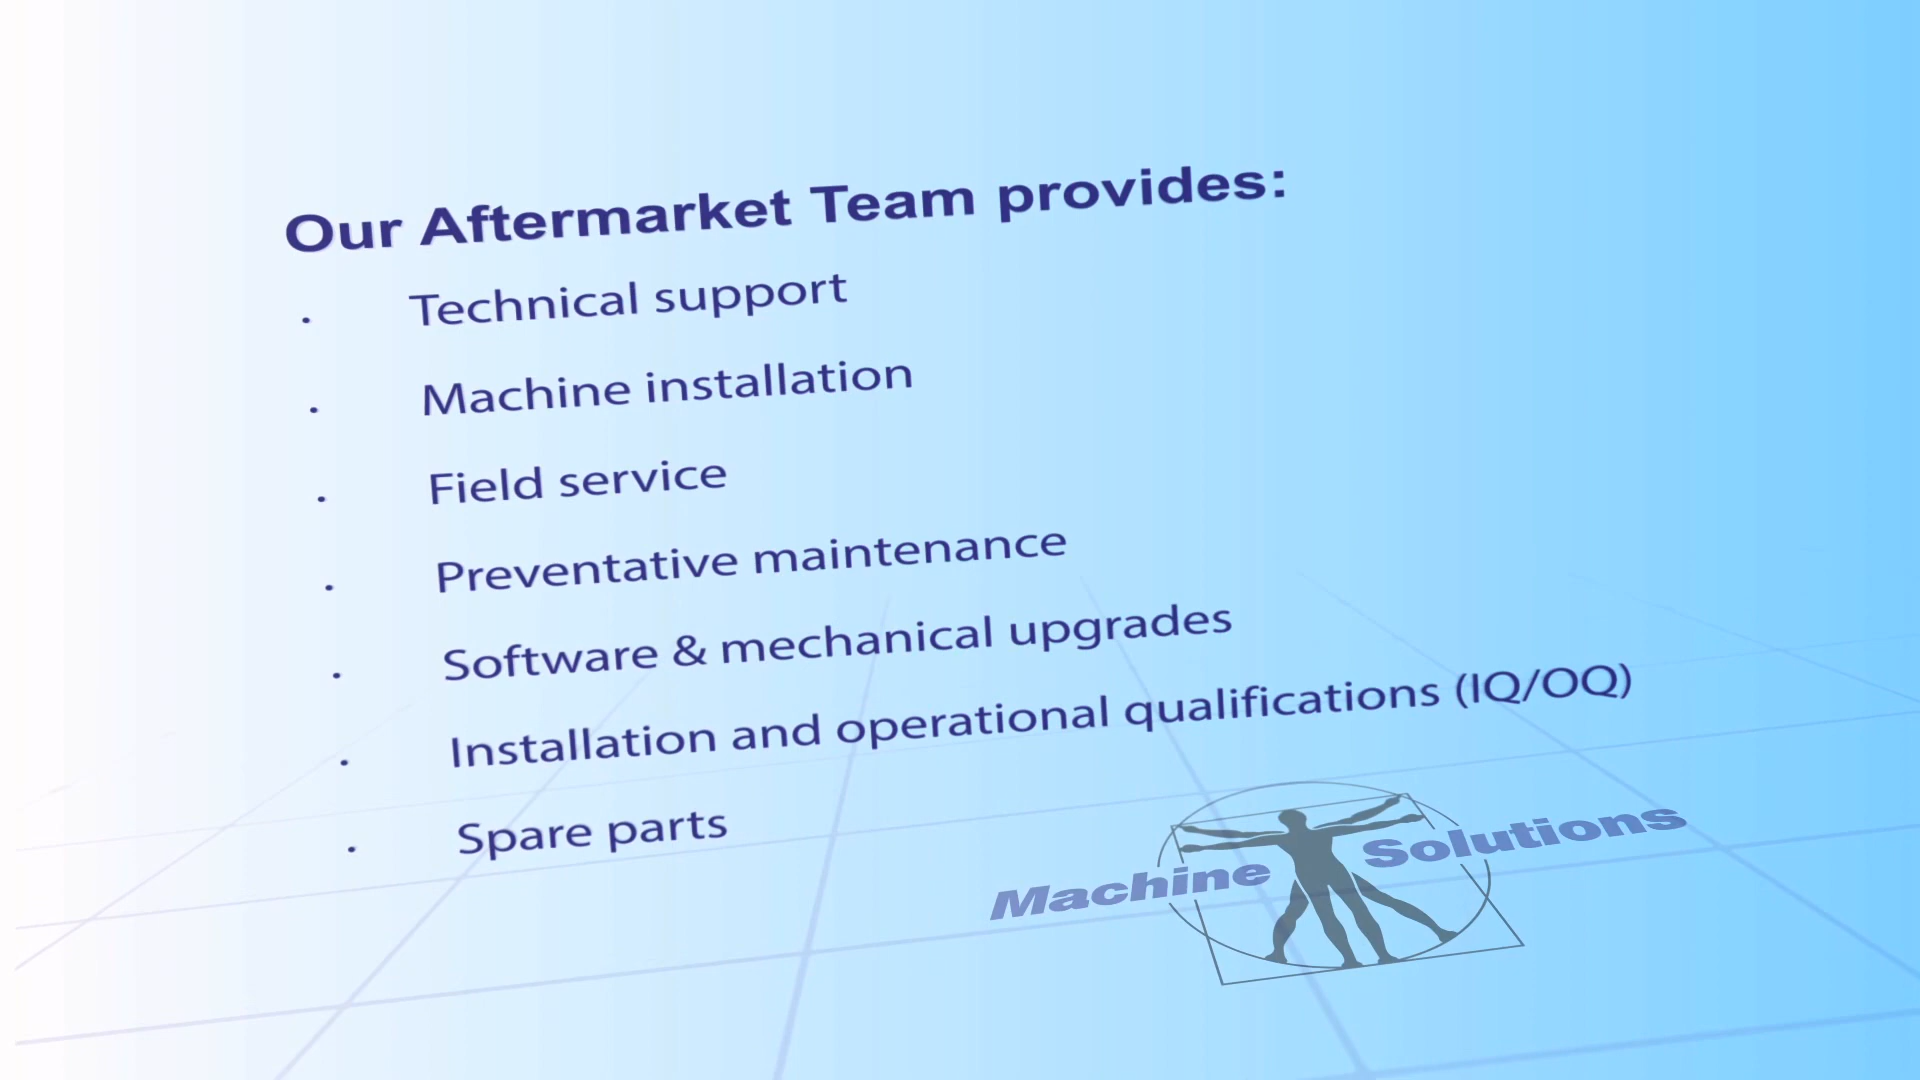 Our Aftermarket Team provides:
· Technical support
· Machine installation
· Field service
· Preventative maintenance
· Software & mechanical upgrades
· Installation and operational qualifications (IQ/OQ)
· Spare parts
Machine Solutions